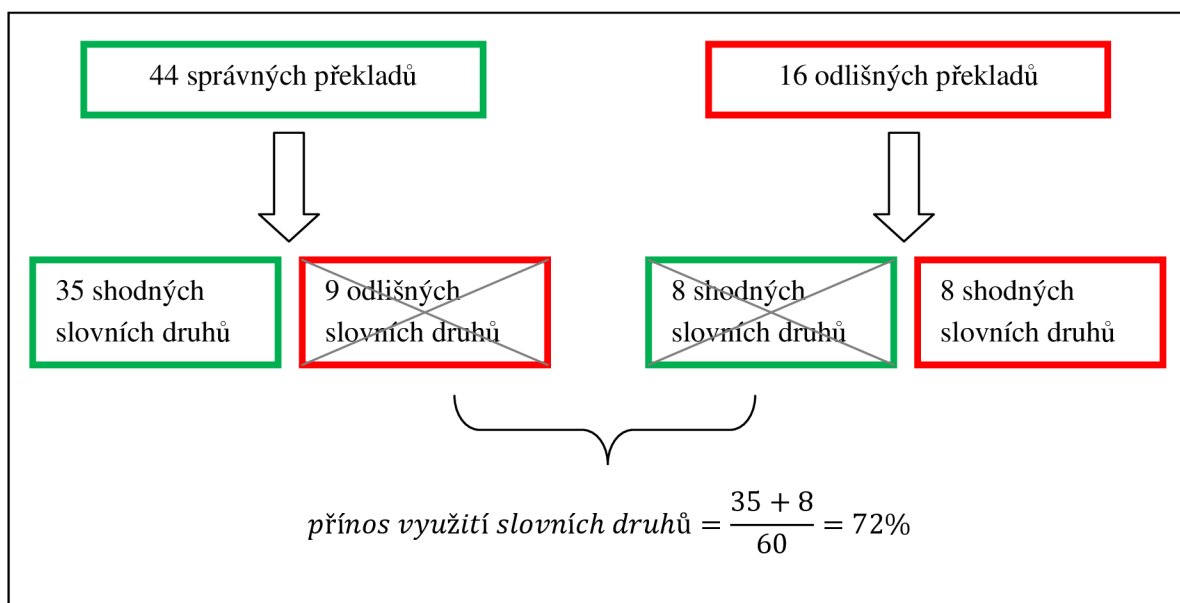 44 správných překladů
16 odlišných překladů
35 shodných
slovních druhů
9 odlišných
slovních druhů
8 shodných
slovních druhů
8 shodných
slovních druhů
přínos využití slovních druhů = (35 + 8)/60 = 72%